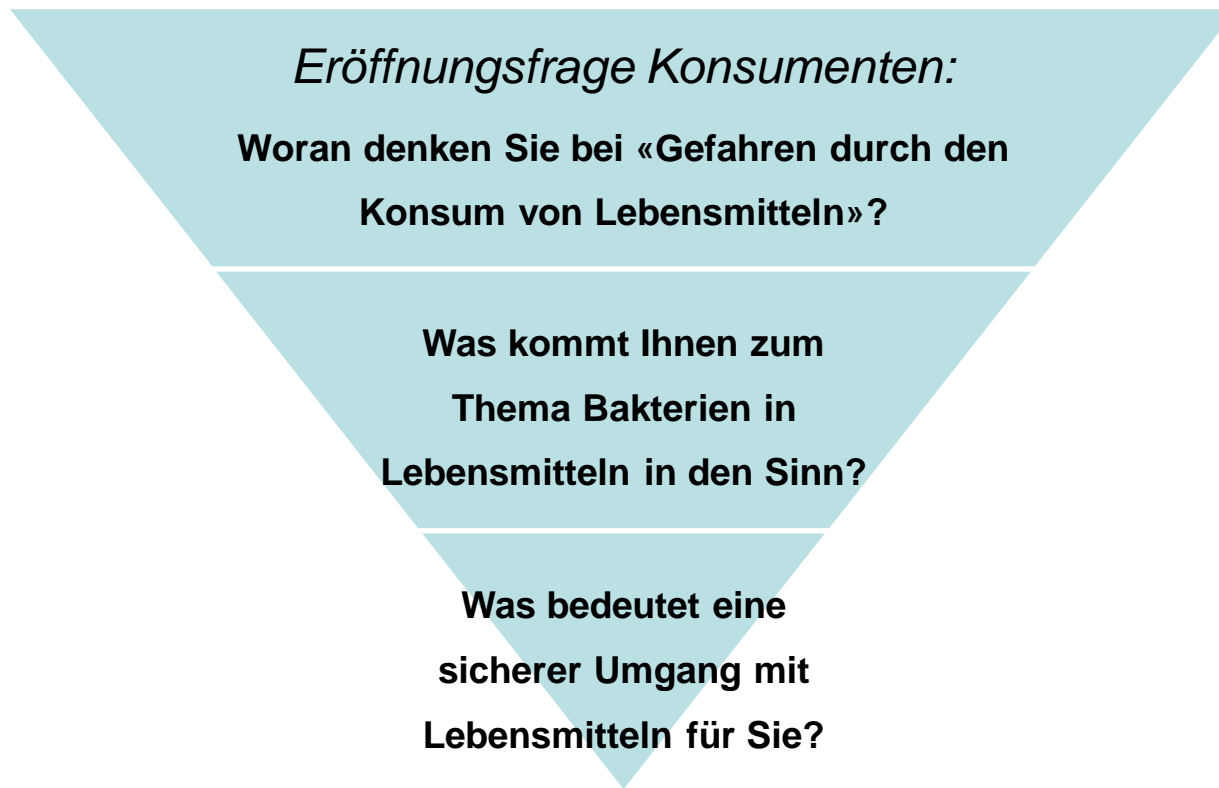 Eröffnungsfrage Konsumenten:
Woran denken Sie bei «Gefahren durch den
Konsum von Lebensmitteln»?
Was kommt Ihnen zum
Thema Bakterien in
Lebensmitteln in den Sinn?
Was bedeutet eine
sicherer Umgang mit
Lebensmitteln für Sie?